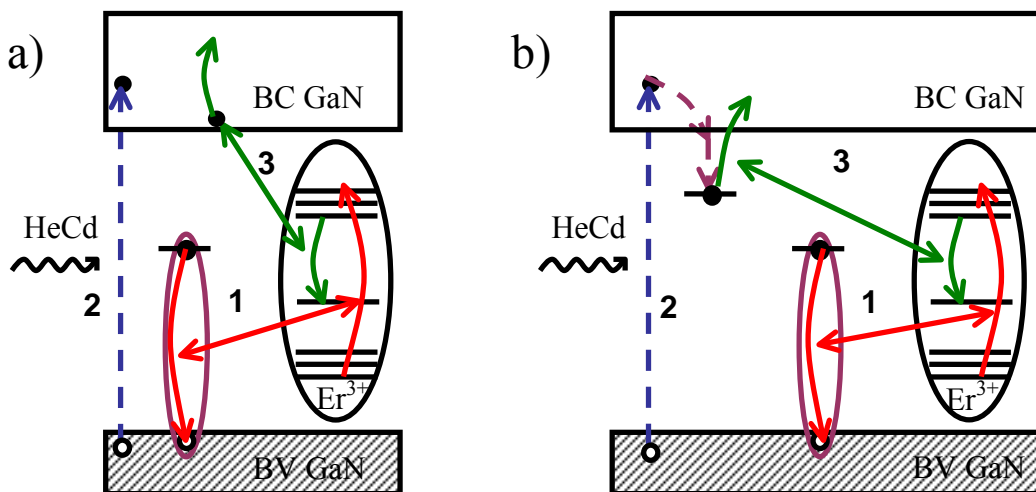 a)
BC GaN
3
HeCd
2
1
Er3+
BV GaN
b)
BC GaN
3
HeCd
2
1
Er3+
BV GaN